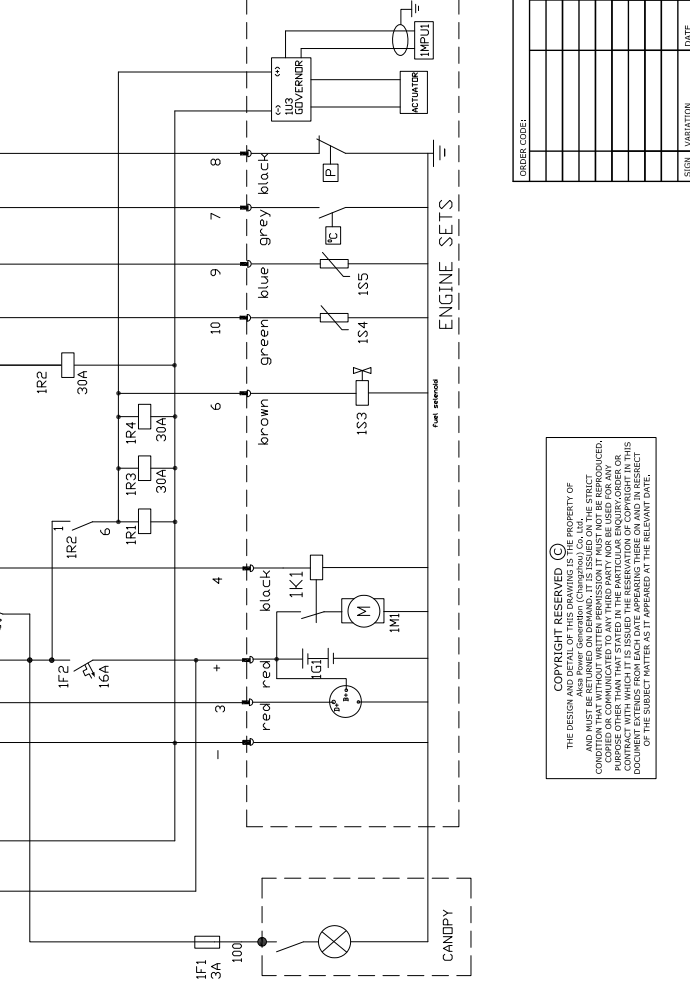 1MPU1
(+)
(-)
1U3
GOVERNOR
ACTUATOR
8
black
P
7
grey
°C
9
blue
1S5
10
green
1S4
1R2
30A
6
brown
1S3
Fuel selenoid
1R4
30A
1R3
30A
1
1R2
6
1R1
4
black
1K1
M
1M1
1F2
16A
+
red
1G1
3
red
D+
B+
-
ENGINE SETS
1F1
3A
100
CANOPY
ORDER CODE:
SIGN
VARIATION
DATE
COPYRIGHT RESERVED ©
THE DESIGN AND DETAIL OF THIS DRAWING IS THE PROPERTY OF
Aksa Power Generation (Changzhou) Co. Ltd.
AND MUST BE RETURNED ON DEMAND. IT IS ISSUED ON THE STRICT
CONDITION THAT WITHOUT WRITTEN PERMISSION IT MUST NOT BE REPRODUCED.
COPIED OR COMMUNICATED TO ANY THIRD PARTY NOR BE USED FOR ANY
PURPOSE OTHER THAN THAT STATED IN THE PARTICULAR ENQUIRY.ORDER OR
CONTRACT WITH WHICH IT IS ISSUED THE RESERVATION OF COPYRIGHT IN THIS
DOCUMENT EXTENDS FROM EACH DATE APPEARING THERE ON AND IN RESRECT
OF THE SUBJECT MATTER AS IT APPEARED AT THE RELEVANT DATE.